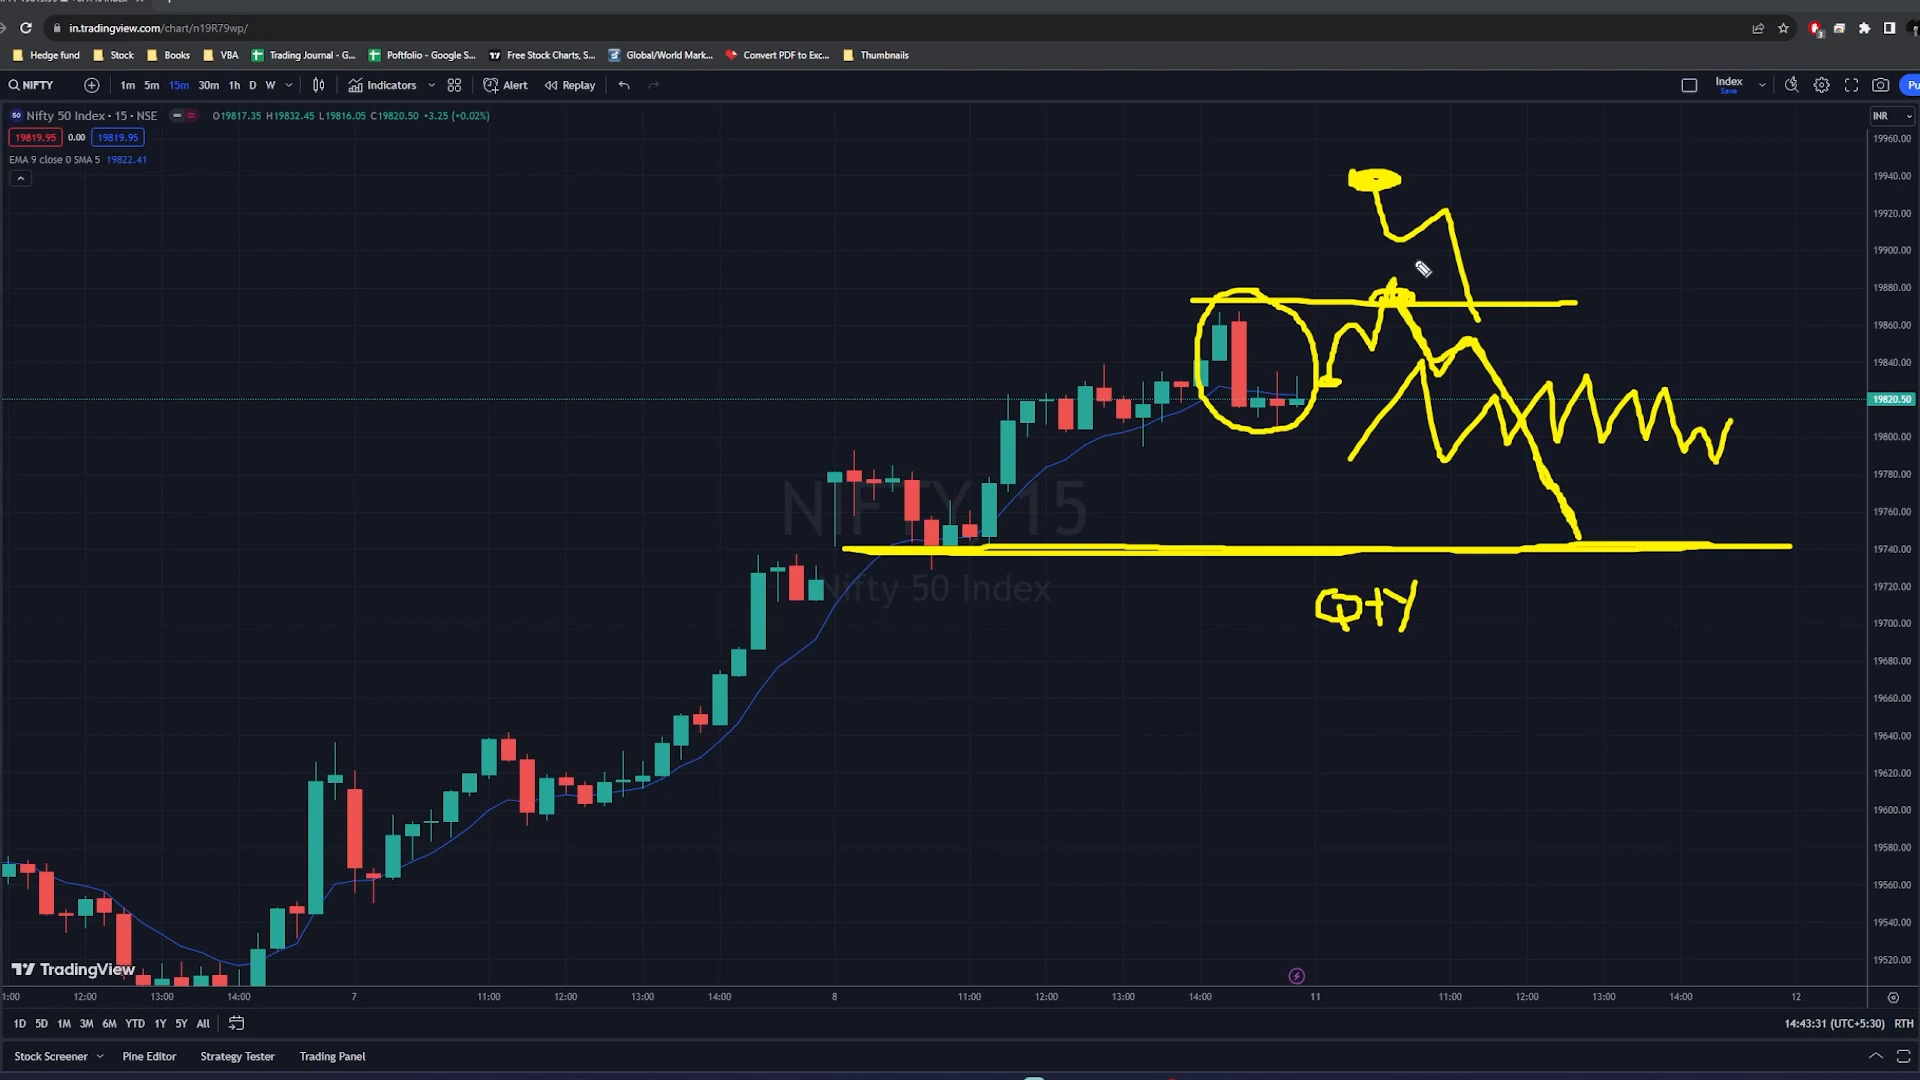 in.tradingview.com/chart/n19R79wp/
Hedge fund Stock Books VBA Trading Journal - G... Potfolio - Google S... Free Stock Charts, S... Global/World Mark... Convert PDF to Exc... Thumbnails
NIFTY 1m 5m 15m 30m 1h D W Indicators Alert Replay Index Save Pu
Nifty 50 Index · 15 · NSE O19817.35 H19832.45 L19816.05 C19820.50 +3.25 (+0.02%) INR
19819.95 0.00 19819.95
EMA 9 close 0 SMA 5 19822.41
19960.00
19940.00
19920.00
19900.00
19880.00
19860.00
19840.00
19820.50
19800.00
19780.00
19760.00
19740.00
19720.00
19700.00
19680.00
19660.00
19640.00
19620.00
19600.00
19580.00
19560.00
19540.00
19520.00
NIFTY, 15
Nifty 50 Index
QTY
TradingView
12:00 13:00 14:00 7 11:00 12:00 13:00 14:00 8 11:00 12:00 13:00 14:00 11 11:00 12:00 13:00 14:00 12
1D 5D 1M 3M 6M YTD 1Y 5Y All 14:43:31 (UTC+5:30) RTH
Stock Screener Pine Editor Strategy Tester Trading Panel